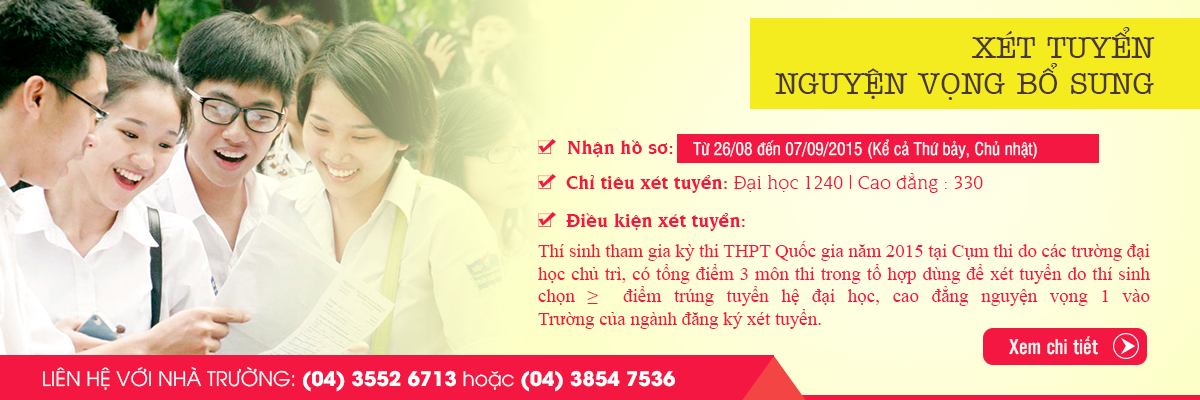 XÉT TUYỂN
NGUYỆN VỌNG BỔ SUNG
Nhận hồ sơ: Từ 26/08 đến 07/09/2015 (Kể cả Thứ bảy, Chủ nhật)
Chỉ tiêu xét tuyển: Đại học 1240 | Cao đẳng : 330
Điều kiện xét tuyển:
Thí sinh tham gia kỳ thi THPT Quốc gia năm 2015 tại Cụm thi do các trường đại
học chủ trì, có tổng điểm 3 môn thi trong tổ hợp dùng để xét tuyển do thí sinh
chọn ≥ điểm trúng tuyển hệ đại học, cao đẳng nguyện vọng 1 vào
Trường của ngành đăng ký xét tuyển.
Xem chi tiết
LIÊN HỆ VỚI NHÀ TRƯỜNG: (04) 3552 6713 hoặc (04) 3854 7536